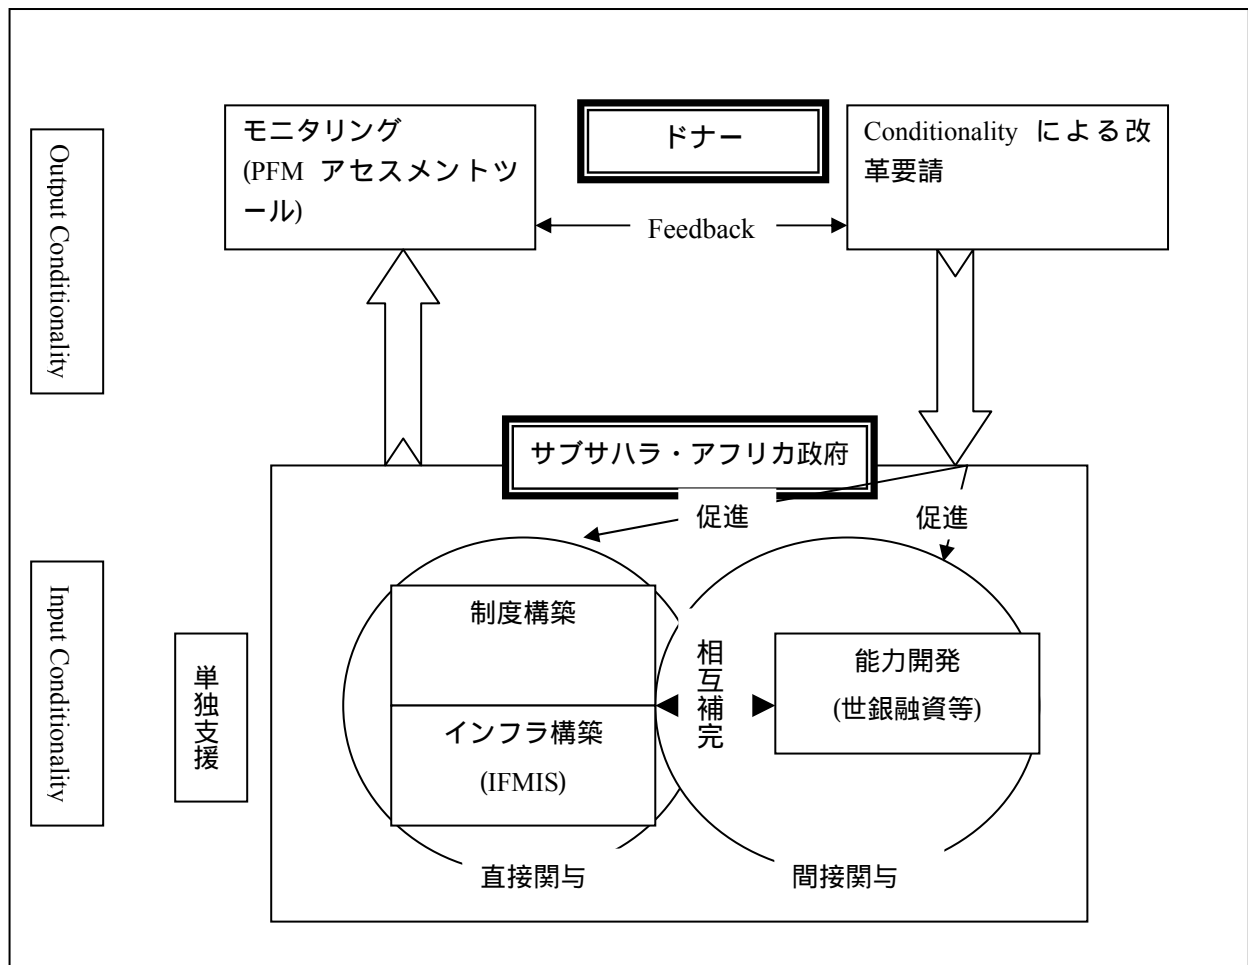 Output Conditionality
モニタリング
(PFM アセスメントツ
ール)
ドナー
Conditionality による改
革要請
Feedback
サブサハラ・アフリカ政府
促進
促進
Input Conditionality
単独支援
制度構築
インフラ構築
(IFMIS)
相互補完
能力開発
(世銀融資等)
直接関与
間接関与